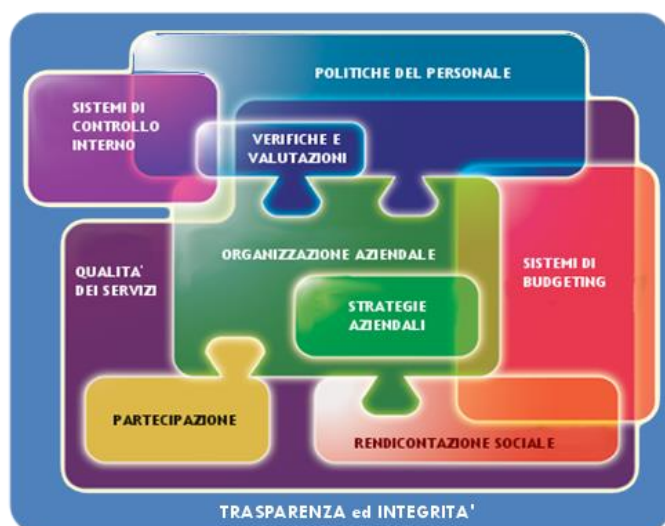 POLITICHE DEL PERSONALE
SISTEMI DI
CONTROLLO
INTERNO
VERIFICHE E
VALUTAZIONI
ORGANIZZAZIONE AZIENDALE
QUALITA'
DEI SERVIZI
SISTEMI DI
BUDGETING
STRATEGIE
AZIENDALI
PARTECIPAZIONE
RENDICONTAZIONE SOCIALE
TRASPARENZA ed INTEGRITA'